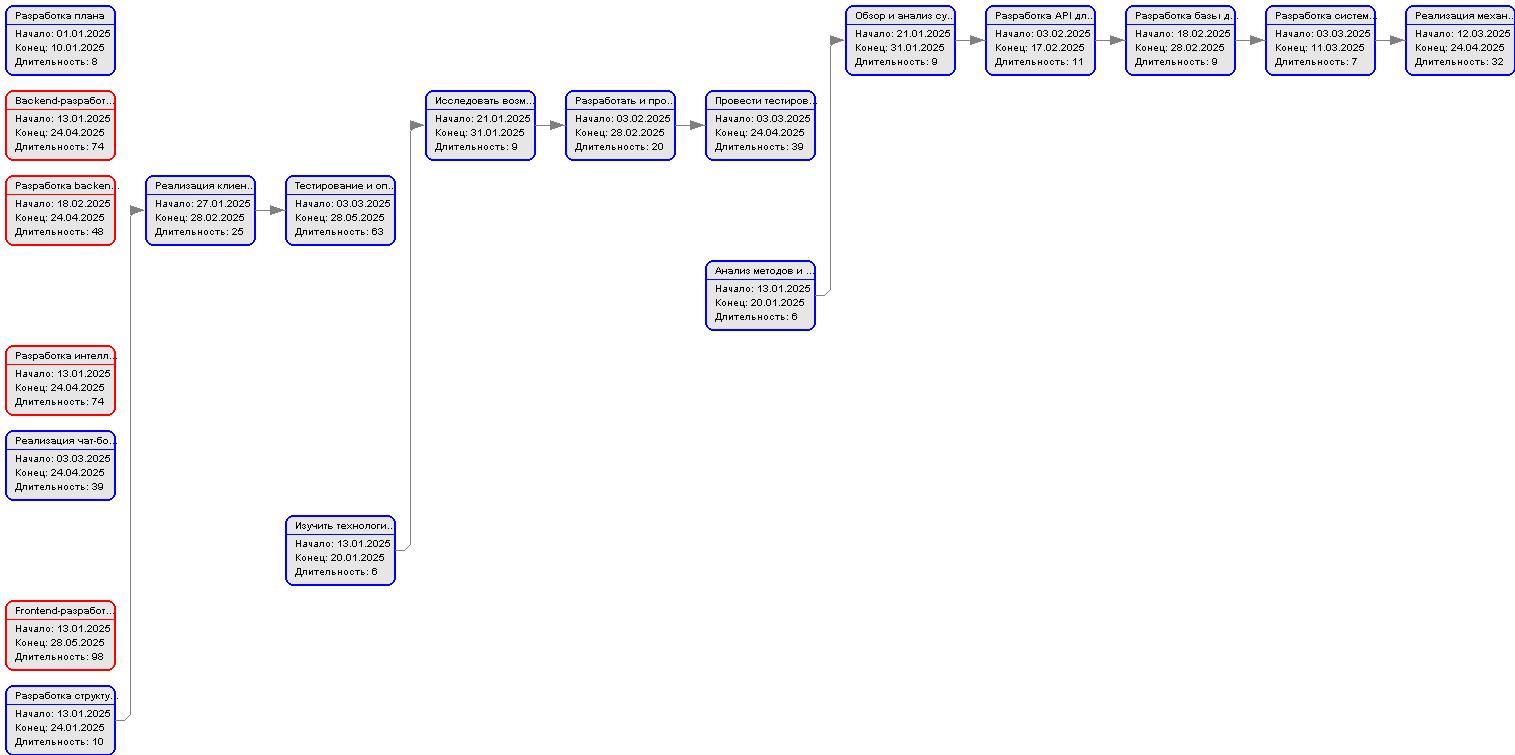 Разработка плана
Начало: 01.01.2025
Конец: 10.01.2025
Длительность: 8
Обзор и анализ су...
Начало: 21.01.2025
Конец: 31.01.2025
Длительность: 9
Разработка API дл...
Начало: 03.02.2025
Конец: 17.02.2025
Длительность: 11
Разработка базы д...
Начало: 18.02.2025
Конец: 28.02.2025
Длительность: 9
Разработка систем...
Начало: 03.03.2025
Конец: 11.03.2025
Длительность: 7
Реализация механ...
Начало: 12.03.2025
Конец: 24.04.2025
Длительность: 32
Backend-разработ...
Начало: 13.01.2025
Конец: 24.04.2025
Длительность: 74
Исследовать возм...
Начало: 21.01.2025
Конец: 31.01.2025
Длительность: 9
Разработать и про...
Начало: 03.02.2025
Конец: 28.02.2025
Длительность: 20
Провести тестиров...
Начало: 03.03.2025
Конец: 24.04.2025
Длительность: 39
Разработка backen...
Начало: 18.02.2025
Конец: 24.04.2025
Длительность: 48
Реализация клиен...
Начало: 27.01.2025
Конец: 28.02.2025
Длительность: 25
Тестирование и оп...
Начало: 03.03.2025
Конец: 28.05.2025
Длительность: 63
Анализ методов и ...
Начало: 13.01.2025
Конец: 20.01.2025
Длительность: 6
Разработка интелл...
Начало: 13.01.2025
Конец: 24.04.2025
Длительность: 74
Реализация чат-бо...
Начало: 03.03.2025
Конец: 24.04.2025
Длительность: 39
Изучить технологи...
Начало: 13.01.2025
Конец: 20.01.2025
Длительность: 6
Frontend-разработ...
Начало: 13.01.2025
Конец: 28.05.2025
Длительность: 98
Разработка структу...
Начало: 13.01.2025
Конец: 24.01.2025
Длительность: 10